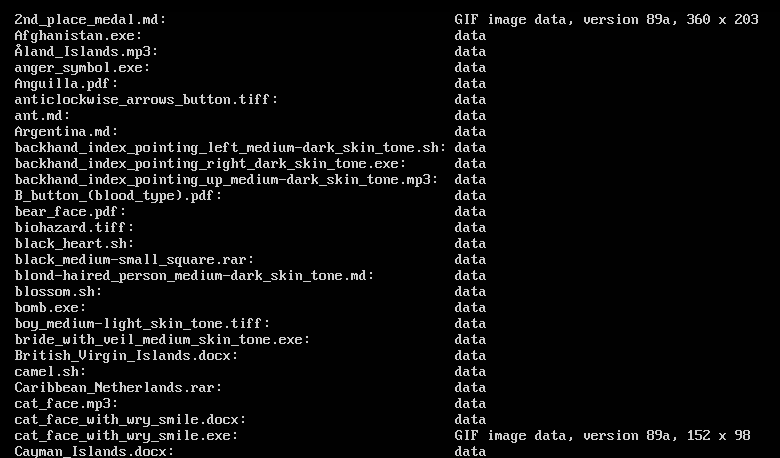 2nd_place_medal.md: GIF image data, version 89a, 360 x 203
Afghanistan.exe: data
Åland_Islands.mp3: data
anger_symbol.exe: data
Anguilla.pdf: data
anticlockwise_arrows_button.tiff: data
ant.md: data
Argentina.md: data
backhand_index_pointing_left_medium-dark_skin_tone.sh: data
backhand_index_pointing_right_dark_skin_tone.exe: data
backhand_index_pointing_up_medium-dark_skin_tone.mp3: data
B_button_(blood_type).pdf: data
bear_face.pdf: data
biohazard.tiff: data
black_heart.sh: data
black_medium-small_square.rar: data
blond-haired_person_medium-dark_skin_tone.md: data
blossom.sh: data
bomb.exe: data
boy_medium-light_skin_tone.tiff: data
bride_with_veil_medium_skin_tone.exe: data
British_Virgin_Islands.docx: data
camel.sh: data
Caribbean_Netherlands.rar: data
cat_face.mp3: data
cat_face_with_wry_smile.docx: data
cat_face_with_wry_smile.exe: GIF image data, version 89a, 152 x 98
Cayman_Islands.docx: data